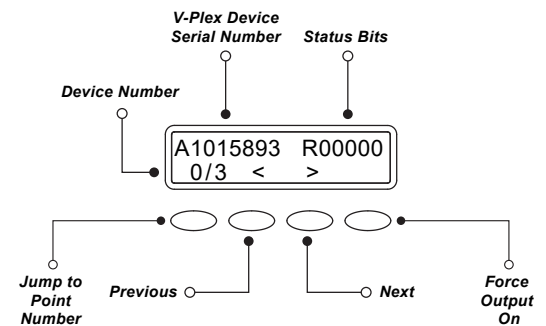 V-Plex Device
Serial Number
Status Bits
Device Number
A1015893 R00000
0/3 < >
Jump to
Point
Number
Previous
Next
Force
Output
On